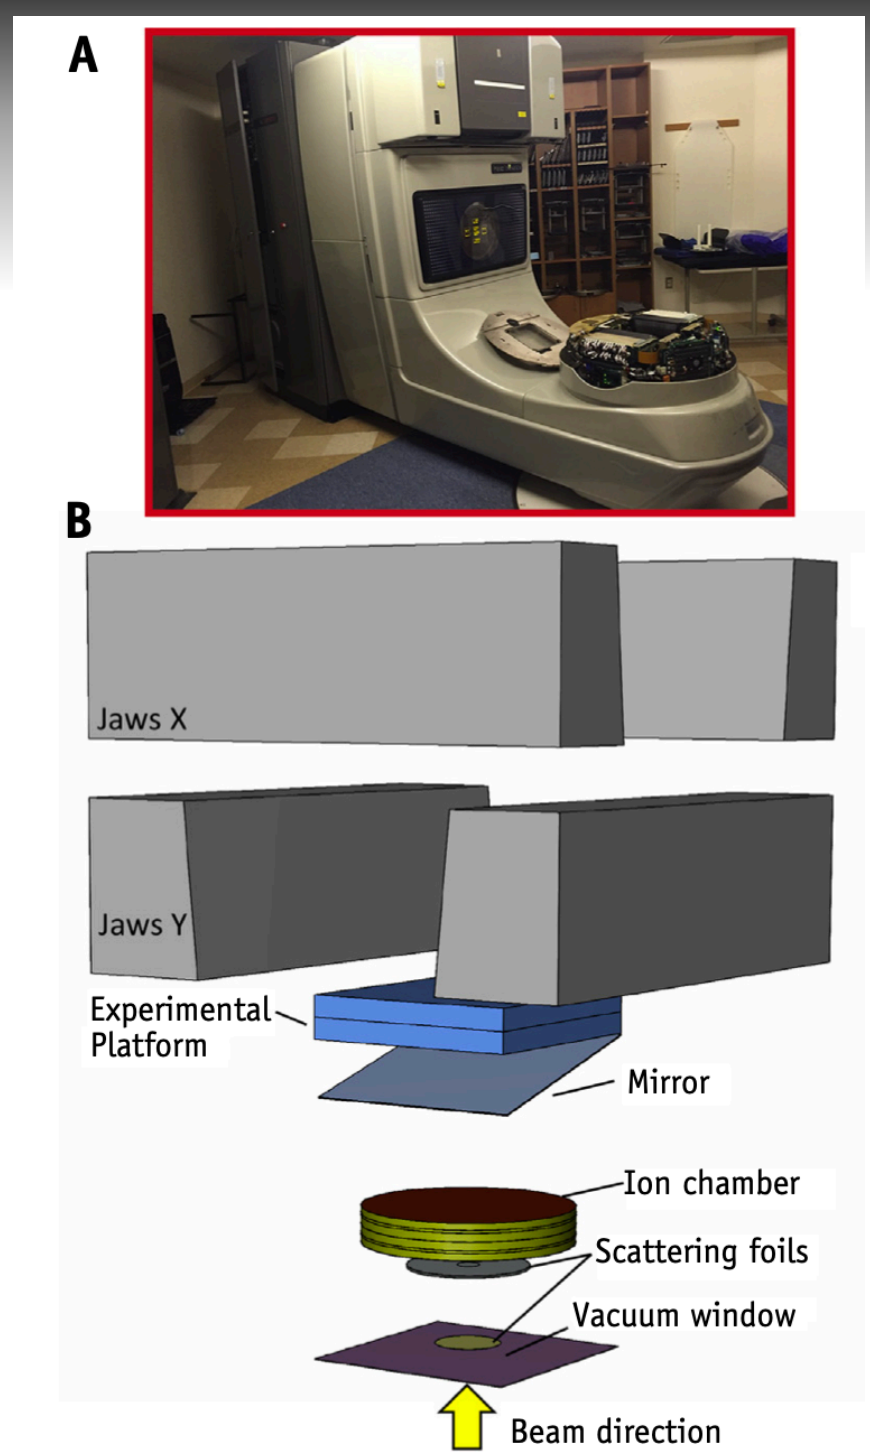 A
B
Jaws X
Jaws Y
Experimental
Platform
Mirror
Ion chamber
Scattering foils
Vacuum window
Beam direction